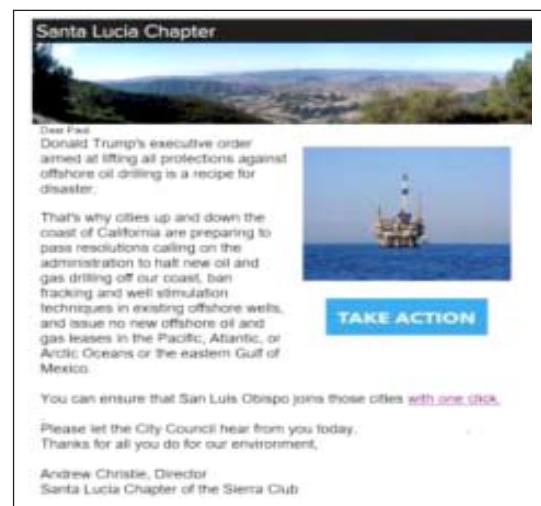 Santa Lucia Chapter
Dear Paul
Donald Trump's executive order
aimed at lifting all protections against
offshore oil drilling is a recipe for
disaster.
That's why cities up and down the
coast of California are preparing to
pass resolutions calling on the
administration to halt new oil and
gas drilling off our coast, ban
fracking and well stimulation
techniques in existing offshore wells,
and issue no new offshore oil and
gas leases in the Pacific, Atlantic, or
Arctic Oceans or the eastern Gulf of
Mexico.
TAKE ACTION
You can ensure that San Luis Obispo joins those cities with one click.
Please let the City Council hear from you today.
Thanks for all you do for our environment,
Andrew Christie, Director
Santa Lucia Chapter of the Sierra Club